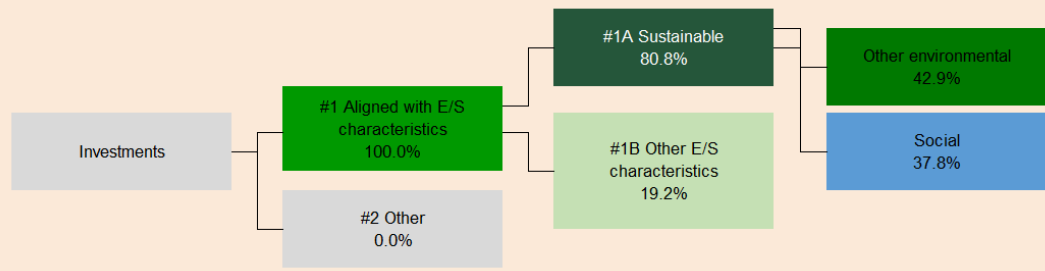 Investments
#1 Aligned with E/S
characteristics
100.0%
#2 Other
0.0%
#1A Sustainable
80.8%
#1B Other E/S
characteristics
19.2%
Other environmental
42.9%
Social
37.8%